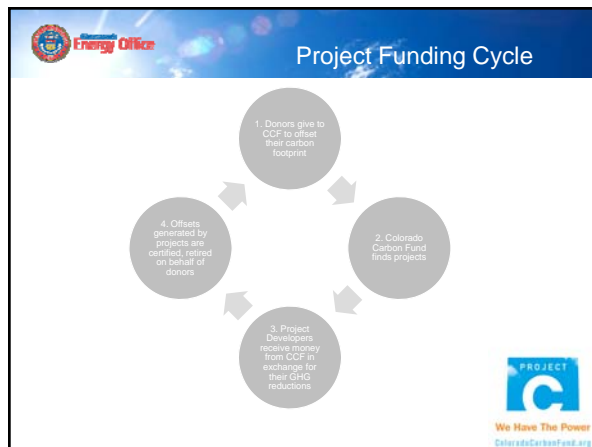 Energy Office
Project Funding Cycle
1. Donors give to
CCF to offset
their carbon
footprint
2. Colorado
Carbon Fund
finds projects
3. Project
Developers
receive money
from CCF in
exchange for
their GHG
reductions
4. Offsets
generated by
projects are
certified, retired
on behalf of
donors
PROJECT
C
We Have The Power
ColoradoCarbonFund.org